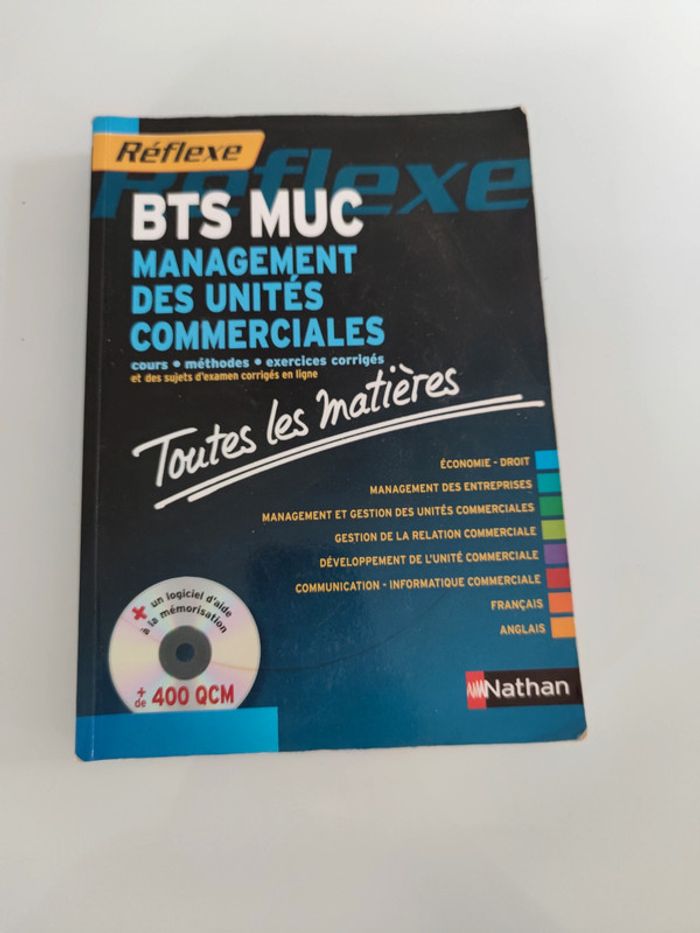 Réflexe
Réflexe
BTS MUC
MANAGEMENT
DES UNITÉS
COMMERCIALES
cours • méthodes • exercices corrigés
et des sujets d'examen corrigés en ligne
Toutes les matières
ÉCONOMIE - DROIT
MANAGEMENT DES ENTREPRISES
MANAGEMENT ET GESTION DES UNITÉS COMMERCIALES
GESTION DE LA RELATION COMMERCIALE
DÉVELOPPEMENT DE L'UNITÉ COMMERCIALE
COMMUNICATION - INFORMATIQUE COMMERCIALE
FRANÇAIS
ANGLAIS
+ un logiciel d'aide
à la mémorisation
+ de 400 QCM
Nathan